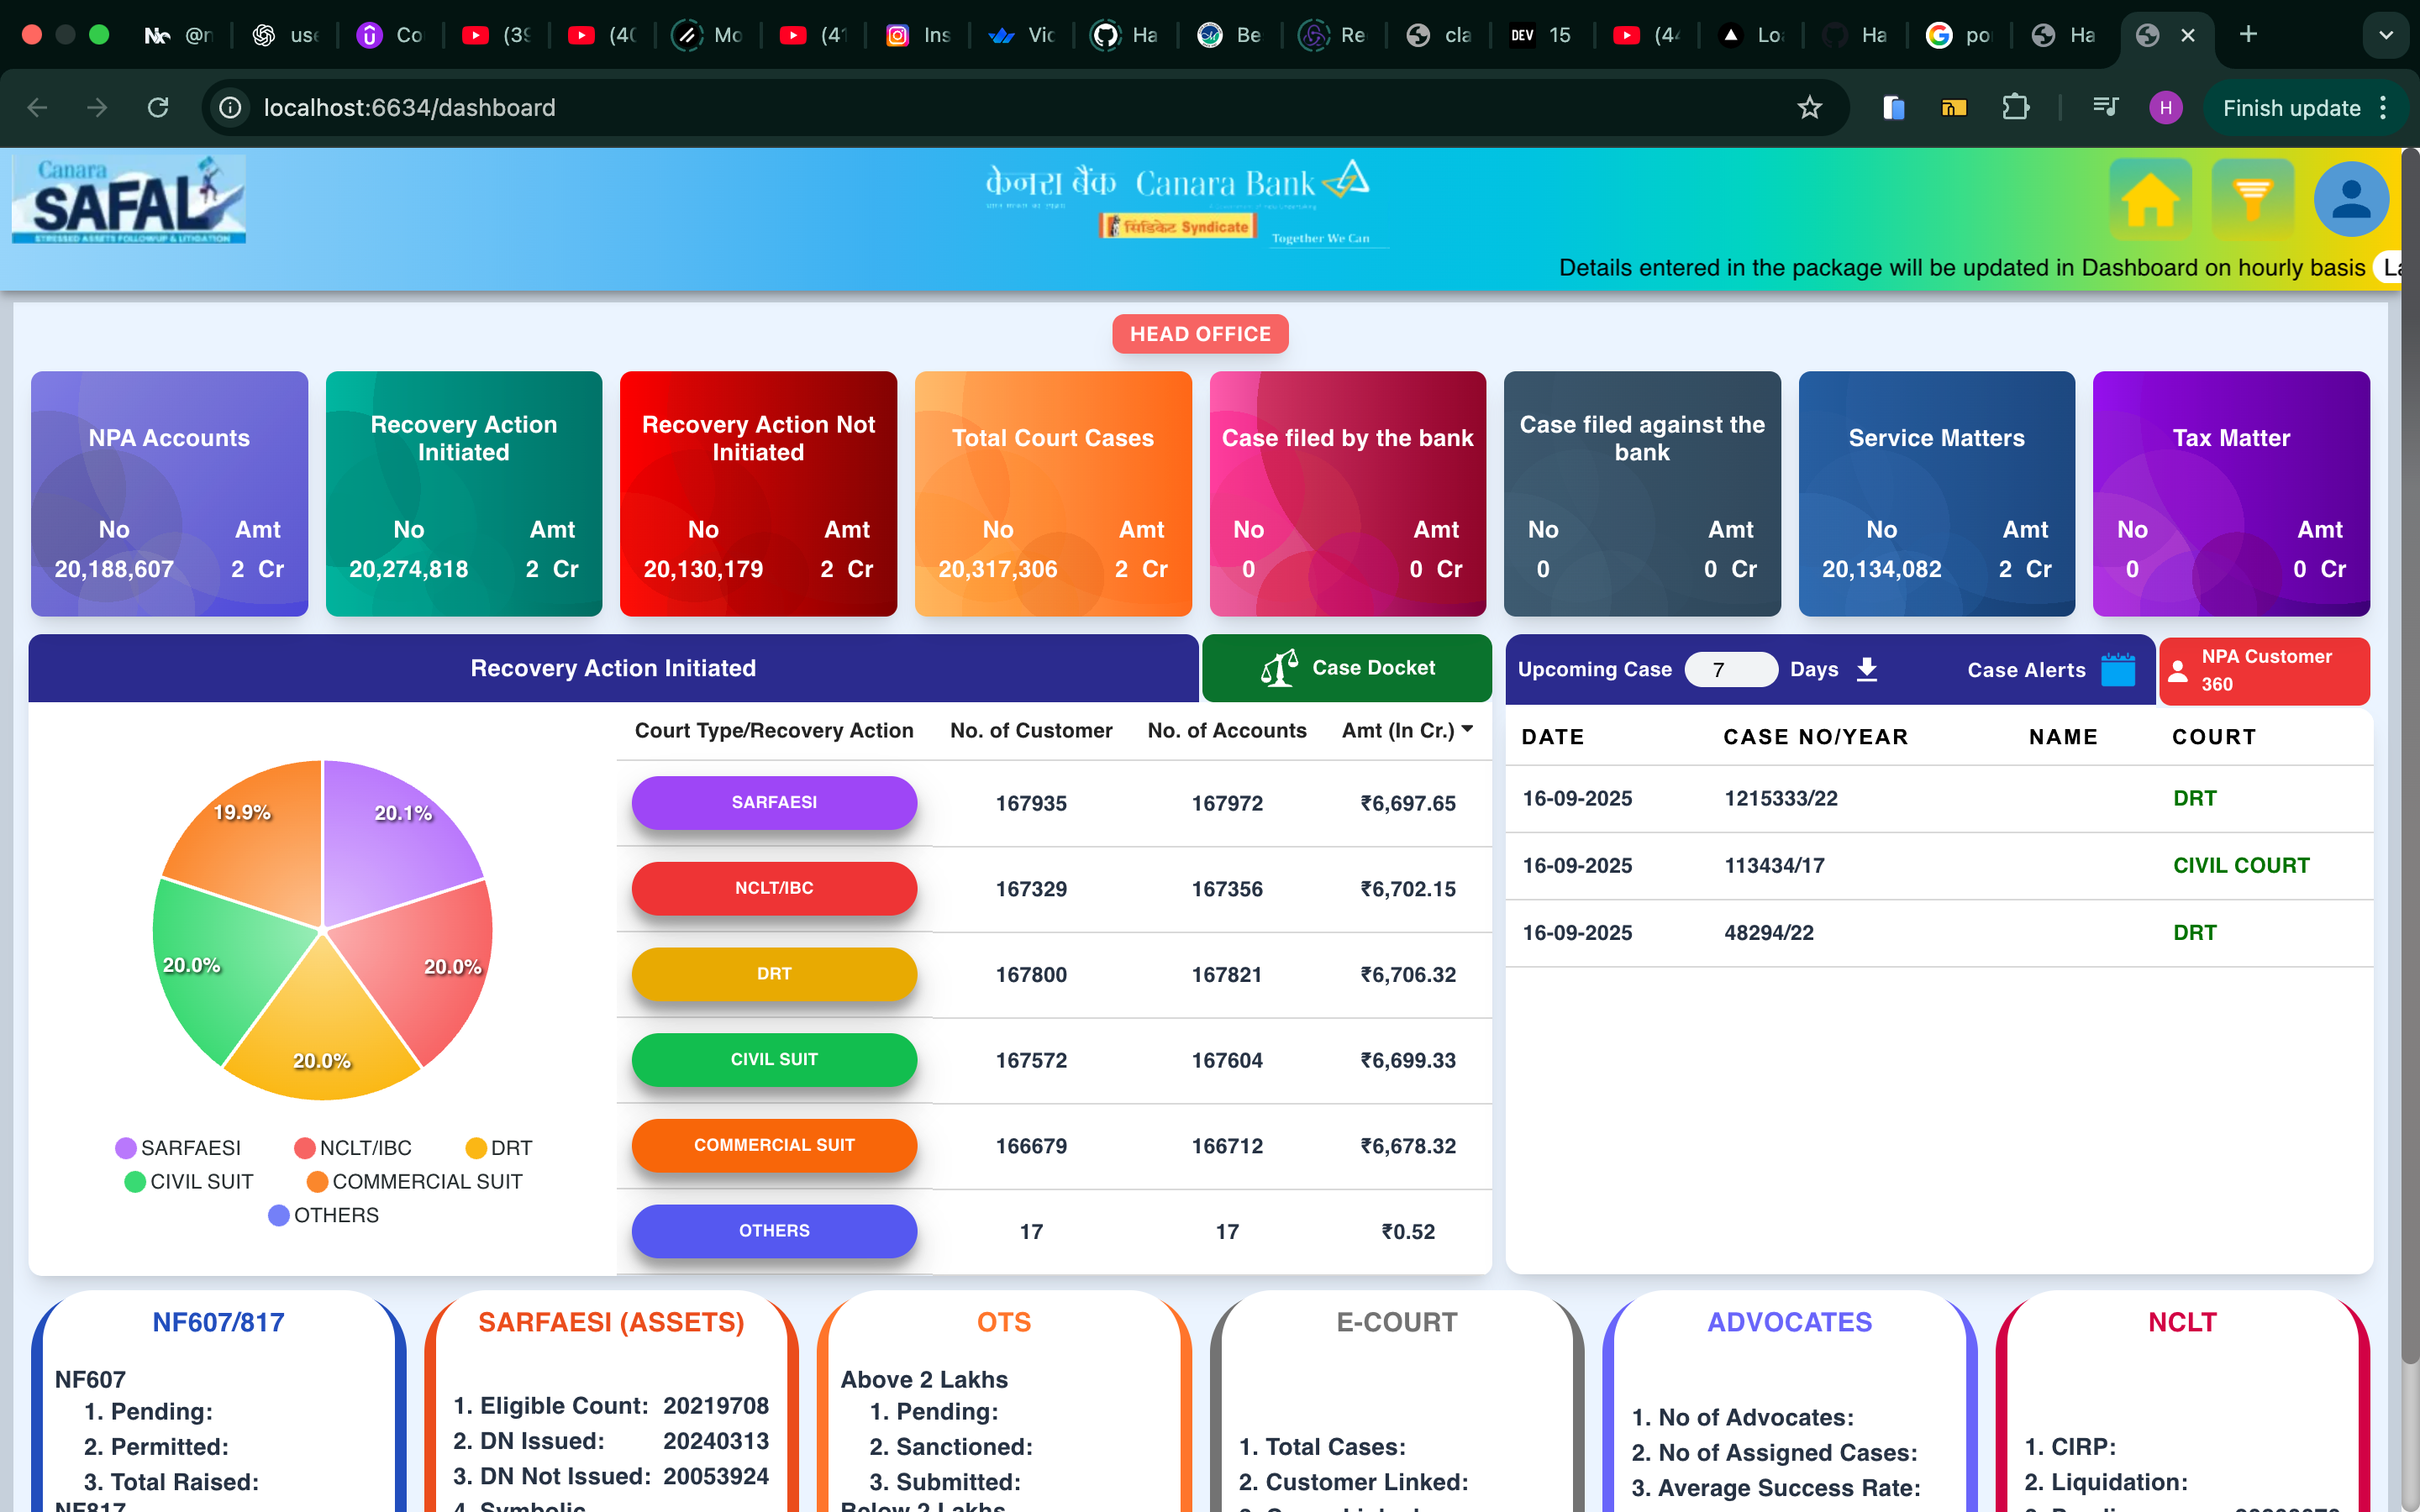 @n
use
Co
(39
(40
Mo
(41
Ins
Vic
Ha
Be
Re
cla
DEV 15
(44
Lo
Ha
po
Ha
localhost:6634/dashboard
H
Finish update
Canara
SAFAL
STRESSED ASSETS FOLLOWUP & LITIGATION
केनरा बैंक Canara Bank
सिंडिकेट Syndicate
Together We Can
Details entered in the package will be updated in Dashboard on hourly basis La
HEAD OFFICE
NPA Accounts
No Amt
20,188,607 2 Cr
Recovery Action
Initiated
No Amt
20,274,818 2 Cr
Recovery Action Not
Initiated
No Amt
20,130,179 2 Cr
Total Court Cases
No Amt
20,317,306 2 Cr
Case filed by the bank
No Amt
0 0 Cr
Case filed against the
bank
No Amt
0 0 Cr
Service Matters
No Amt
20,134,082 2 Cr
Tax Matter
No Amt
0 0 Cr
Recovery Action Initiated
Case Docket
19.9%
20.1%
20.0%
20.0%
20.0%
SARFAESI NCLT/IBC DRT
CIVIL SUIT COMMERCIAL SUIT
OTHERS
Court Type/Recovery Action No. of Customer No. of Accounts Amt (In Cr.)
SARFAESI 167935 167972 ₹6,697.65
NCLT/IBC 167329 167356 ₹6,702.15
DRT 167800 167821 ₹6,706.32
CIVIL SUIT 167572 167604 ₹6,699.33
COMMERCIAL SUIT 166679 166712 ₹6,678.32
OTHERS 17 17 ₹0.52
Upcoming Case 7 Days Case Alerts
NPA Customer
360
DATE CASE NO/YEAR NAME COURT
16-09-2025 1215333/22 DRT
16-09-2025 113434/17 CIVIL COURT
16-09-2025 48294/22 DRT
NF607/817
NF607
1. Pending:
2. Permitted:
3. Total Raised:
NF817
SARFAESI (ASSETS)
1. Eligible Count: 20219708
2. DN Issued: 20240313
3. DN Not Issued: 20053924
4. Symbolic
OTS
Above 2 Lakhs
1. Pending:
2. Sanctioned:
3. Submitted:
Below 2 Lakhs
E-COURT
1. Total Cases:
2. Customer Linked:
ADVOCATES
1. No of Advocates:
2. No of Assigned Cases:
3. Average Success Rate:
NCLT
1. CIRP:
2. Liquidation: